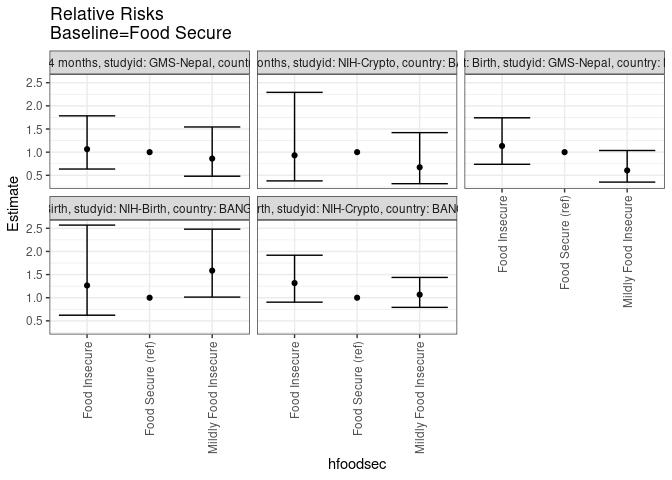 Relative Risks
Baseline=Food Secure
4 months, studyid: GMS-Nepal, count
onths, NIH-Crypto, country:
: Birth, studyid: GMS-Nepal, country:
2.5
2.0
1.5
1.0
0.5
Birth, studyid: NIH-Birth, country: BANG
rth, studyid: NIH-Crypto, country: BANG
2.5
2.0
1.5
1.0
0.5
Estimate
Food Insecure
Food Secure (ref)
Mildly Food Insecure
Food Insecure
Food Secure (ref)
Mildly Food Insecure
Food Insecure
Food Secure (ref)
Mildly Food Insecure
hfoodsec